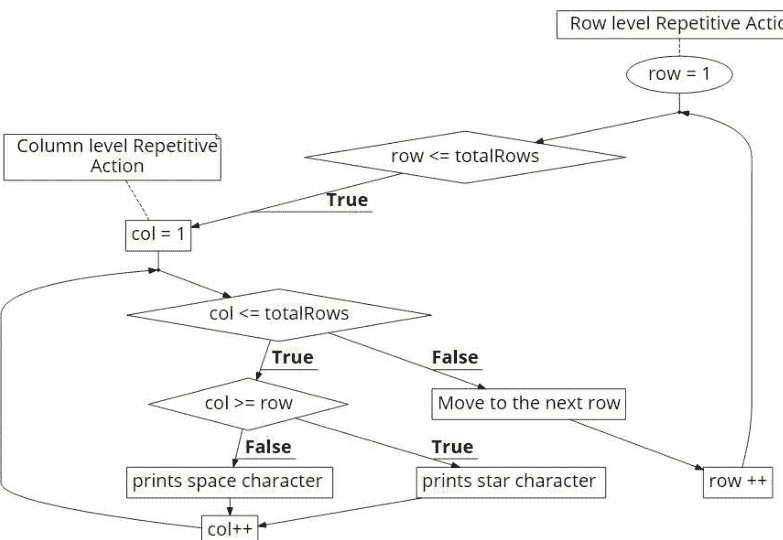 Row level Repetitive Actio
row = 1
Column level Repetitive
Action
row <= totalRows
True
col = 1
col <= totalRows
True
False
col >= row
Move to the next row
False
True
prints space character
prints star character
row ++
col++